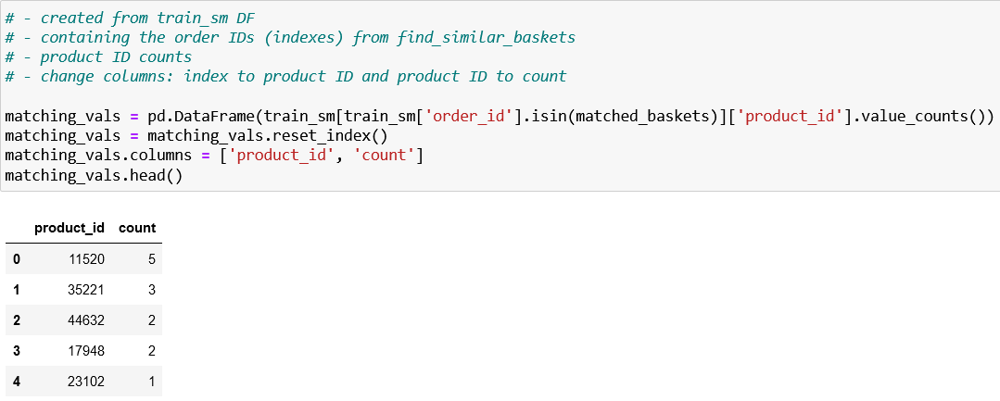 # - created from train_sm DF
# - containing the order IDs (indexes) from find_similar_baskets
# - product ID counts
# - change columns: index to product ID and product ID to count
matching_vals = pd.DataFrame(train_sm[train_sm['order_id'].isin(matched_baskets)]['product_id'].value_counts())
matching_vals = matching_vals.reset_index()
matching_vals.columns = ['product_id', 'count']
matching_vals.head()
product_id count
0 11520 5
1 35221 3
2 44632 2
3 17948 2
4 23102 1